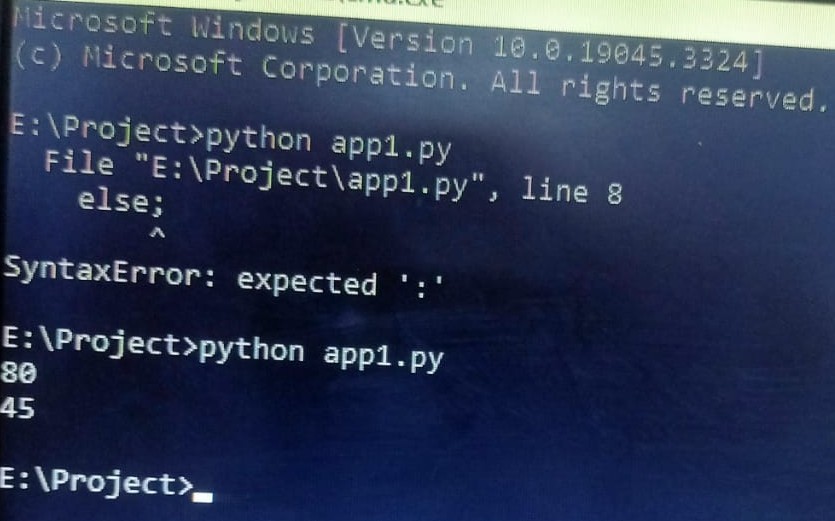 Microsoft Windows [Version 10.0.19045.3324]
(c) Microsoft Corporation. All rights reserved.
E:\Project>python app1.py
File "E:\Project\app1.py", line 8
else;
^
SyntaxError: expected ':'
E:\Project>python app1.py
80
45
E:\Project>